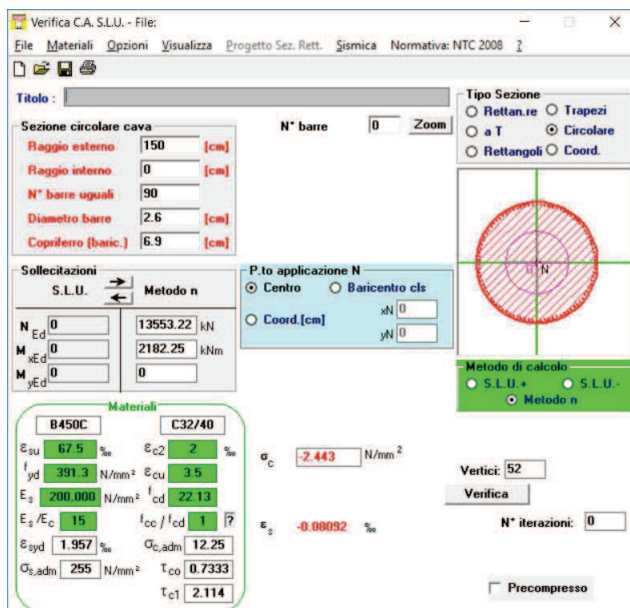 Verifica C.A. S.L.U. - File:
File Materiali Opzioni Visualizza Progetto Sez. Rett. Sismica Normativa: NTC 2008 ?
Titolo :
Tipo Sezione
Rettan.re Trapezi
a T Circolare
Rettangoli Coord.
Sezione circolare cava
Raggio esterno 150 [cm]
Raggio interno 0 [cm]
N° barre uguali 90
Diametro barre 2.6 [cm]
Copriferro (baric.) 6.9 [cm]
N° barre 0 Zoom
Sollecitazioni
S.L.U. Metodo n
N Ed 0 13553.22 kN
M xEd 0 2182.25 kNm
M yEd 0 0
P.to applicazione N
Centro Baricentro cls
Coord.[cm]
xN 0
yN 0
N
Metodo di calcolo
S.L.U.+ S.L.U.-
Metodo n
Materiali
B450C C32/40
εsu 67.5 ‰ εc2 2 ‰
fyd 391.3 N/mm² εcu 3.5
Es 200.000 N/mm² fcd 22.13
Es/Ec 15 fcc / fcd 1 ?
εsyd 1.957 ‰ σc,adm 12.25
σs,adm 255 N/mm² τco 0.7333
τc1 2.114
σc -2.443 N/mm²
εs -0.08092 ‰
Vertici: 52
Verifica
N° iterazioni: 0
Precompresso